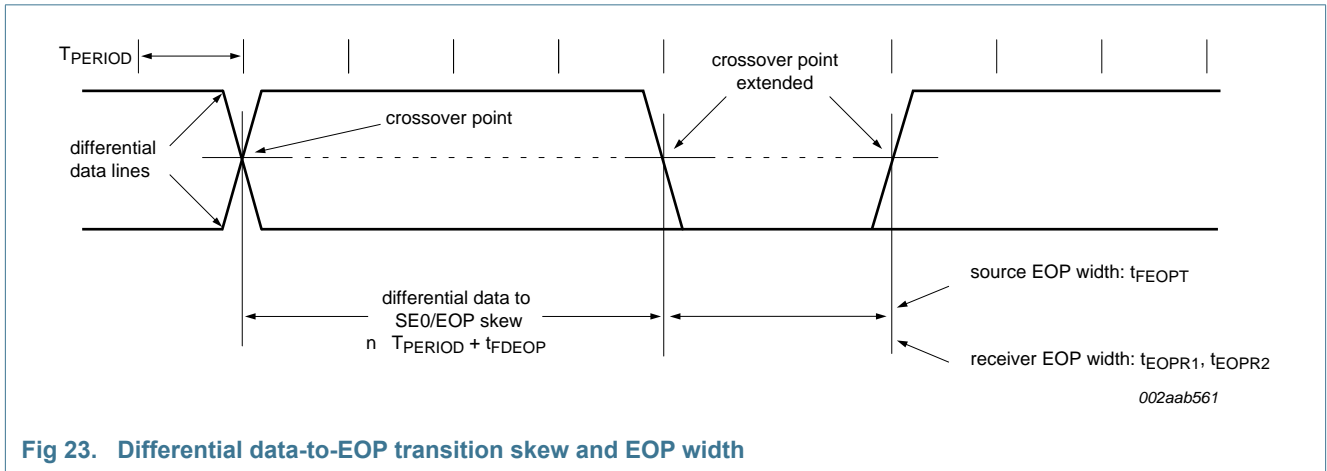 TPERIOD
crossover point
extended
crossover point
differential
data lines
source EOP width: tFEOPT
differential data to
SE0/EOP skew
n TPERIOD + tFDEOP
receiver EOP width: tEOPR1, tEOPR2
002aab561
Fig 23. Differential data-to-EOP transition skew and EOP width